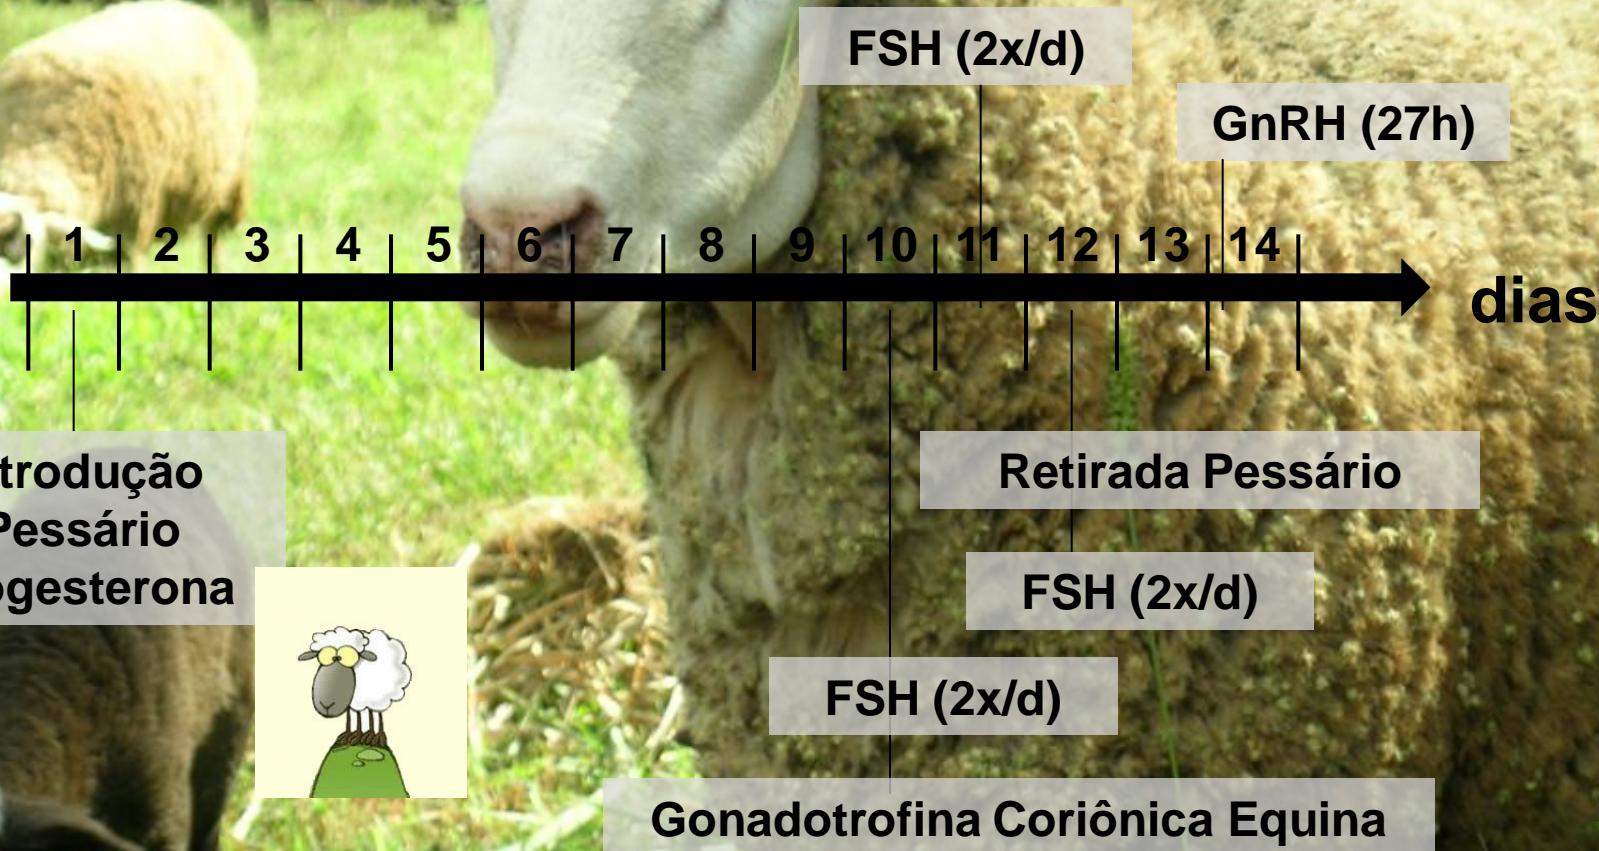 FSH (2x/d)
GnRH (27h)
1 2 3 4 5 6 7 8 9 10 11 12 13 14
dias
trodução
Pessário
ogesterona
Retirada Pessário
FSH (2x/d)
FSH (2x/d)
Gonadotrofina Coriônica Equina